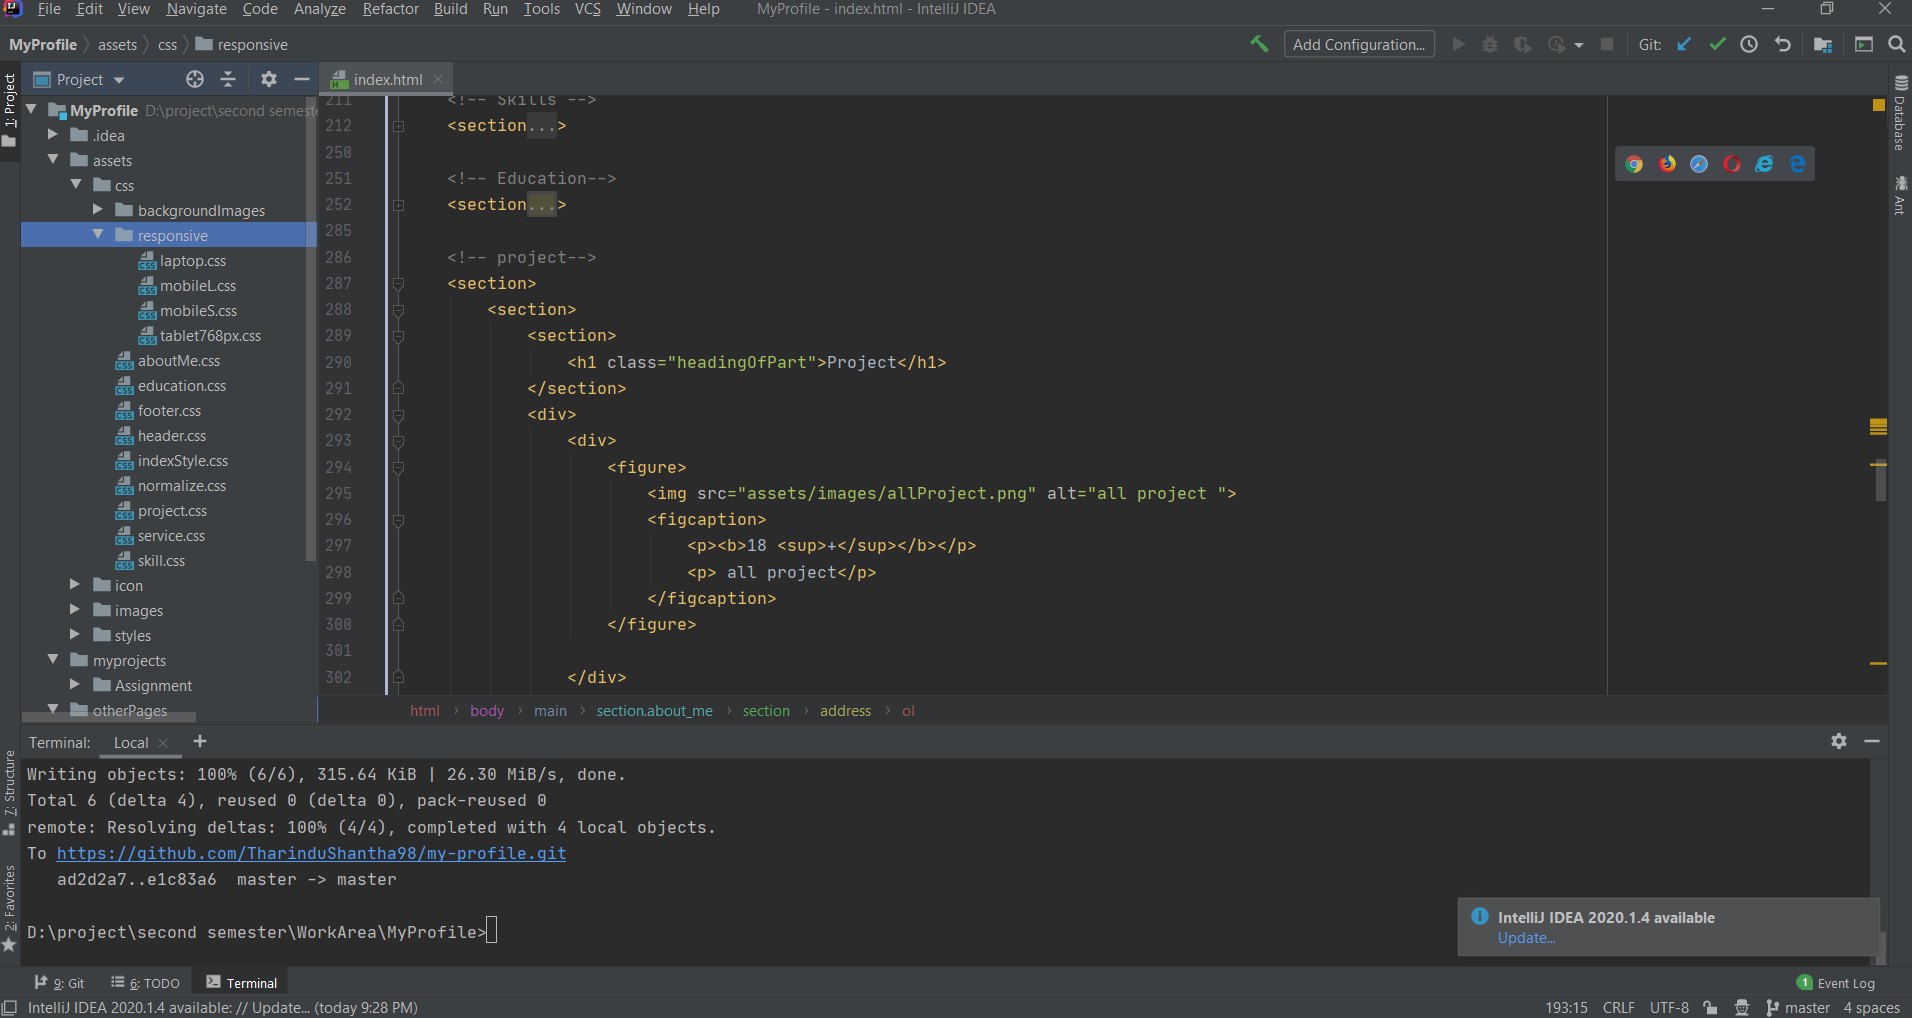 File Edit View Navigate Code Analyze Refactor Build Run Tools VCS Window Help MyProfile - index.html - IntelliJ IDEA
MyProfile assets css responsive Add Configuration... Git:
Project index.html
1: Project
MyProfile D:\project\second semeste
.idea
assets
css
backgroundImages
responsive
laptop.css
mobileL.css
mobileS.css
tablet768px.css
aboutMe.css
education.css
footer.css
header.css
indexStyle.css
normalize.css
project.css
service.css
skill.css
icon
images
styles
myprojects
Assignment
otherPages
7: Structure
2: Favorites
211 <!-- Skills -->
212 <section...>
250
251 <!-- Education-->
252 <section...>
285
286 <!-- project-->
287 <section>
288 <section>
289 <section>
290 <h1 class="headingOfPart">Project</h1>
291 </section>
292 <div>
293 <div>
294 <figure>
295 <img src="assets/images/allProject.png" alt="all project ">
296 <figcaption>
297 <p><b>18 <sup>+</sup></b></p>
298 <p> all project</p>
299 </figcaption>
300 </figure>
301
302 </div>
Database
Ant
html body main section.about_me section address ol
Terminal: Local
Writing objects: 100% (6/6), 315.64 KiB | 26.30 MiB/s, done.
Total 6 (delta 4), reused 0 (delta 0), pack-reused 0
remote: Resolving deltas: 100% (4/4), completed with 4 local objects.
To https://github.com/TharinduShantha98/my-profile.git
ad2d2a7..e1c83a6 master -> master
D:\project\second semester\WorkArea\MyProfile>
IntelliJ IDEA 2020.1.4 available
Update...
9: Git 6: TODO Terminal 1 Event Log
IntelliJ IDEA 2020.1.4 available: // Update... (today 9:28 PM) 193:15 CRLF UTF-8 master 4 spaces